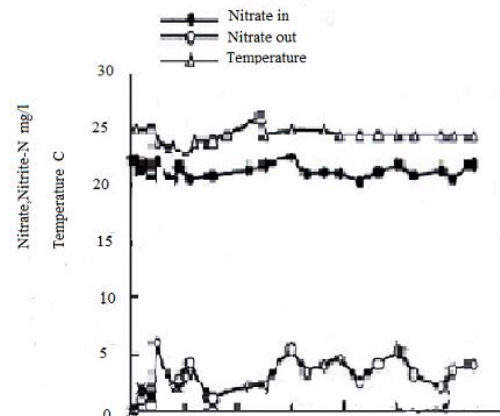 Nitrate in
Nitrate out
Temperature
30
25
20
15
10
5
0
Nitrate,Nitrite-N mg/l
Temperature C